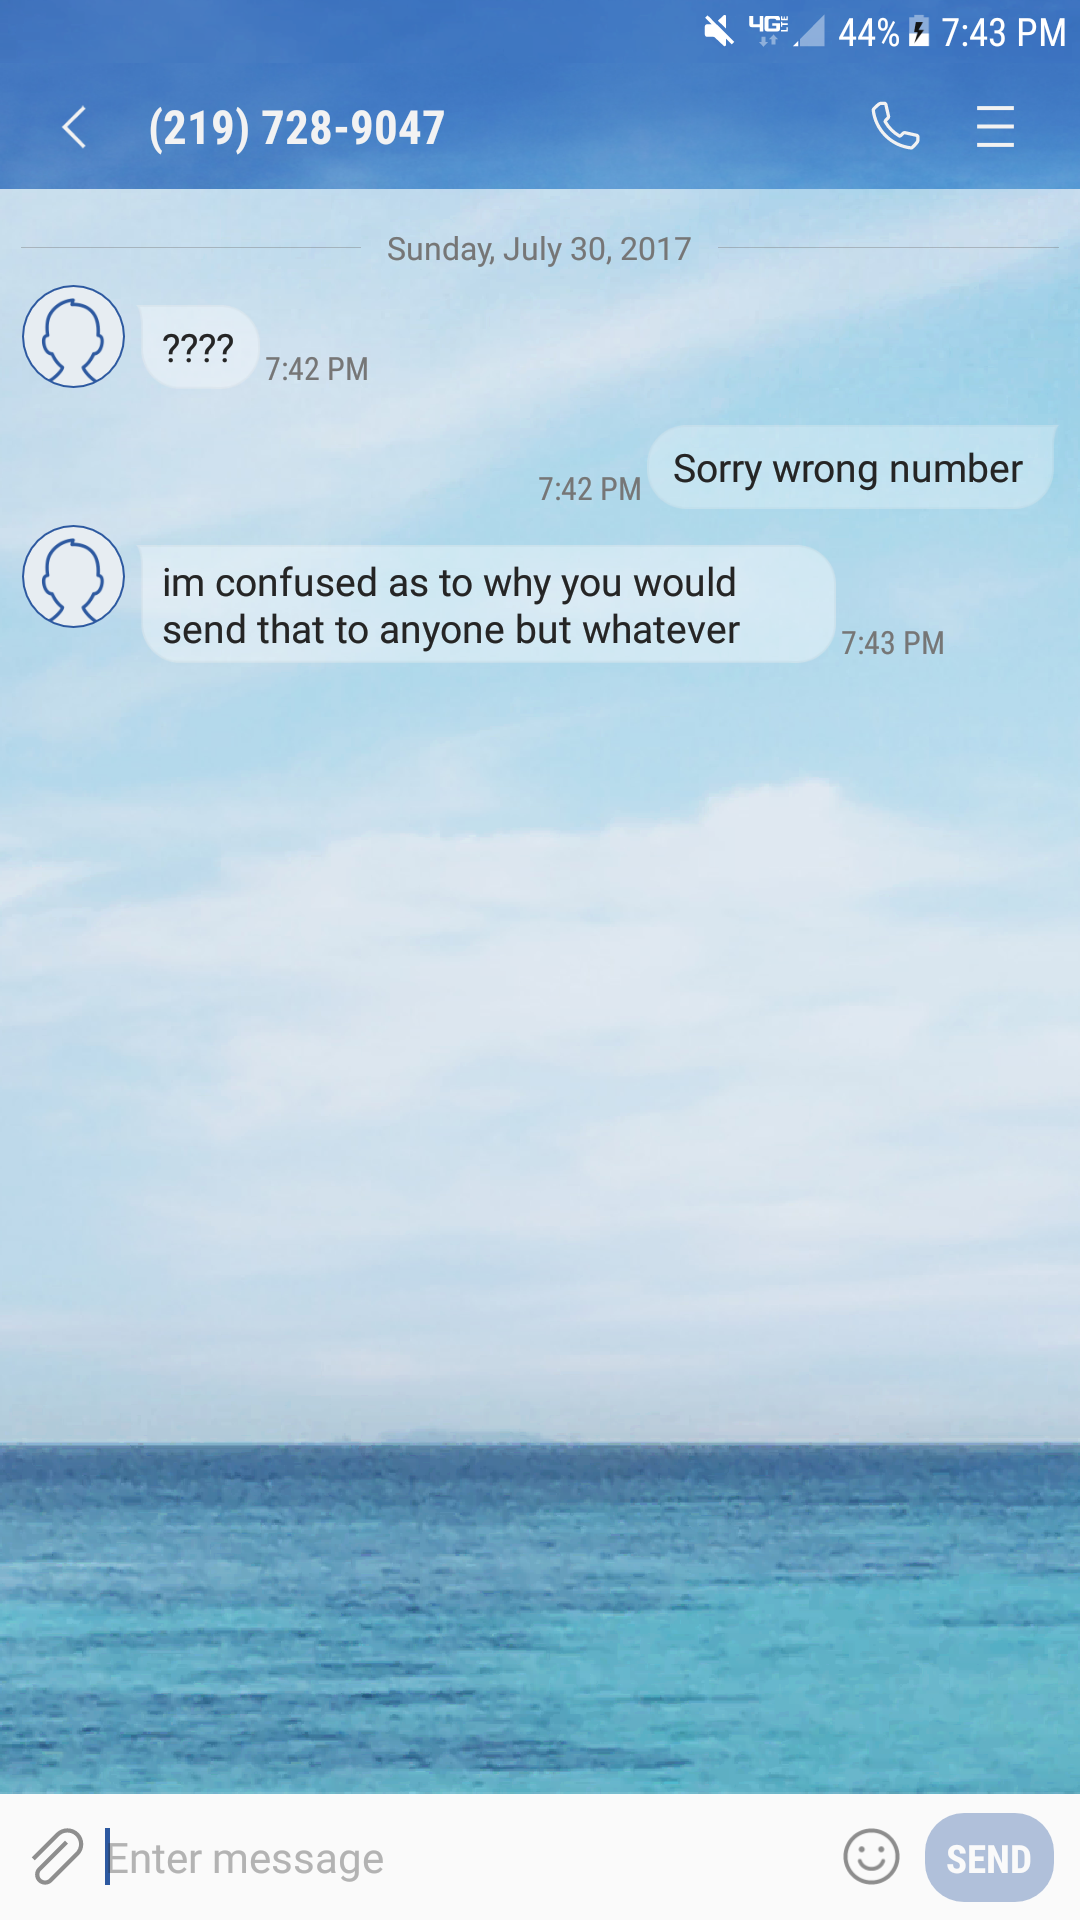 4G LTE 44% 7:43 PM
(219) 728-9047
Sunday, July 30, 2017
????
7:42 PM
Sorry wrong number
7:42 PM
im confused as to why you would
send that to anyone but whatever
7:43 PM
Enter message
SEND